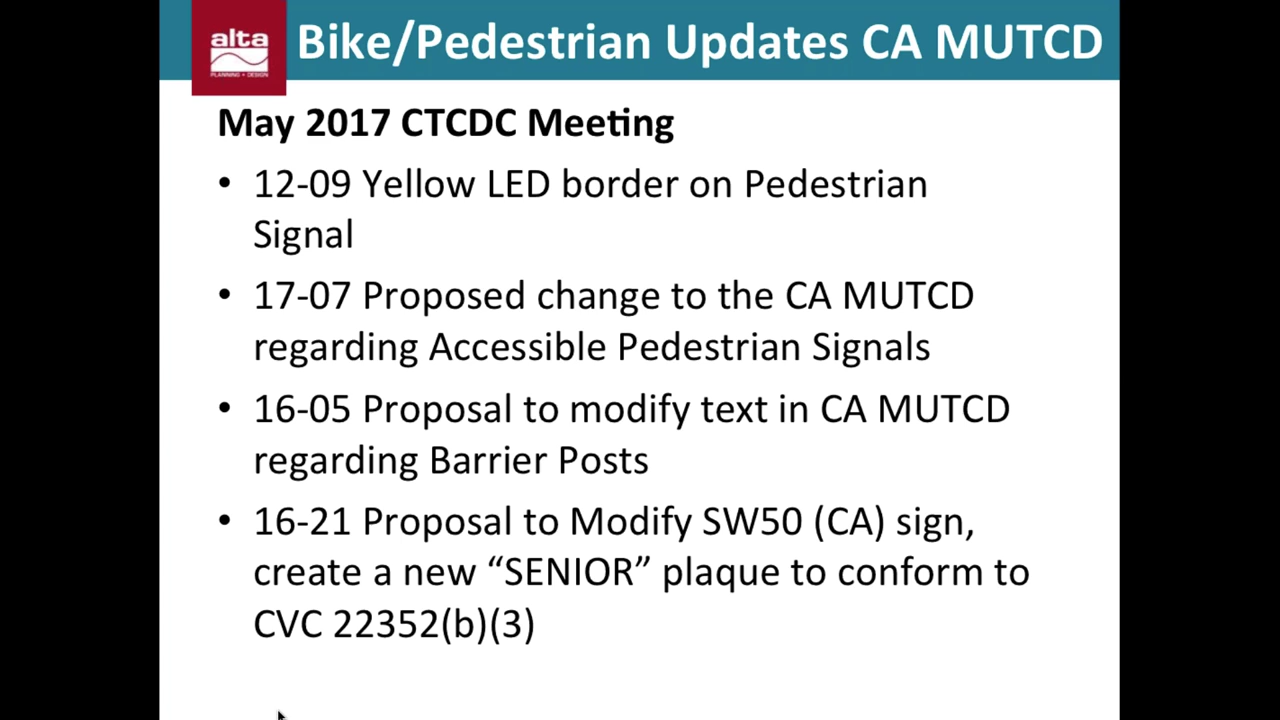 alta
PLANNING + DESIGN
Bike/Pedestrian Updates CA MUTCD
May 2017 CTCDC Meeting
• 12-09 Yellow LED border on Pedestrian
Signal
• 17-07 Proposed change to the CA MUTCD
regarding Accessible Pedestrian Signals
• 16-05 Proposal to modify text in CA MUTCD
regarding Barrier Posts
• 16-21 Proposal to Modify SW50 (CA) sign,
create a new “SENIOR” plaque to conform to
CVC 22352(b)(3)